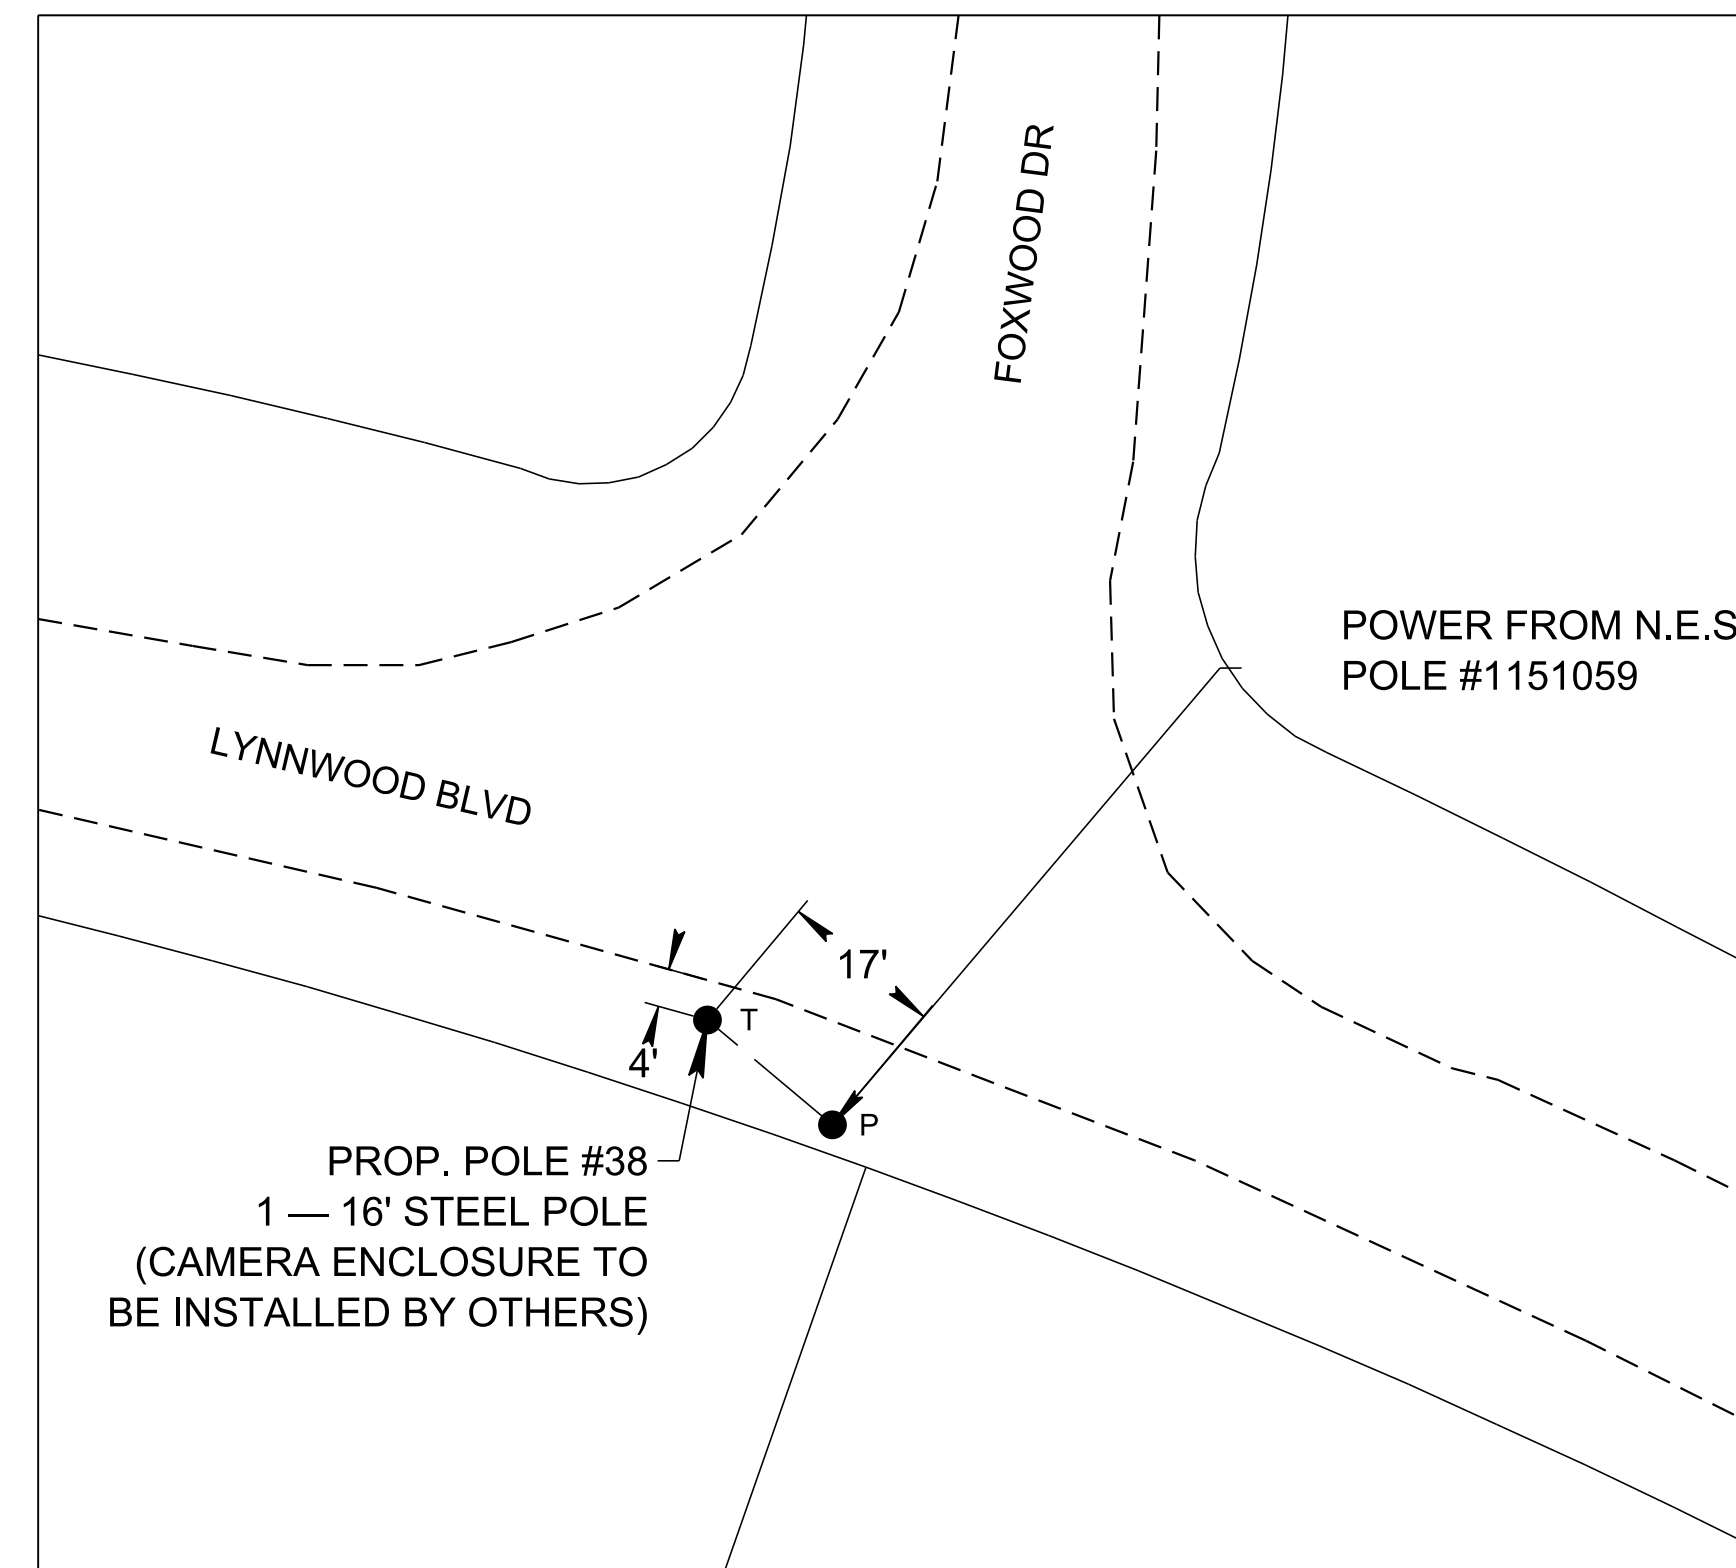 FOXWOOD DR
POWER FROM N.E.S
POLE #1151059
LYNNWOOD BLVD
17'
T
4'
P
PROP. POLE #38
1 — 16' STEEL POLE
(CAMERA ENCLOSURE TO
BE INSTALLED BY OTHERS)